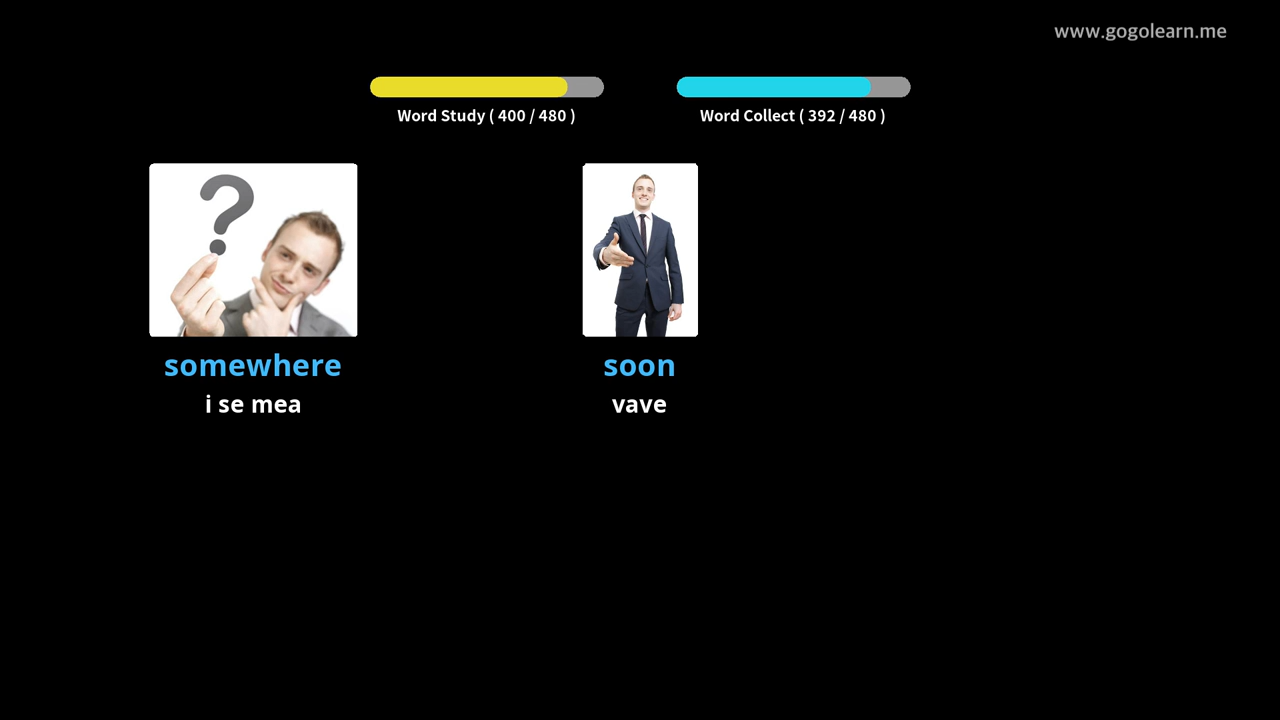 www.gogolearn.me
Word Study ( 400 / 480 )
Word Collect ( 392 / 480 )
?
somewhere
i se mea
soon
vave